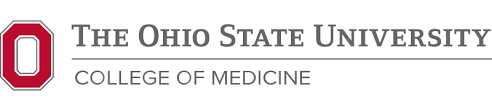 THE OHIO STATE UNIVERSITY
COLLEGE OF MEDICINE